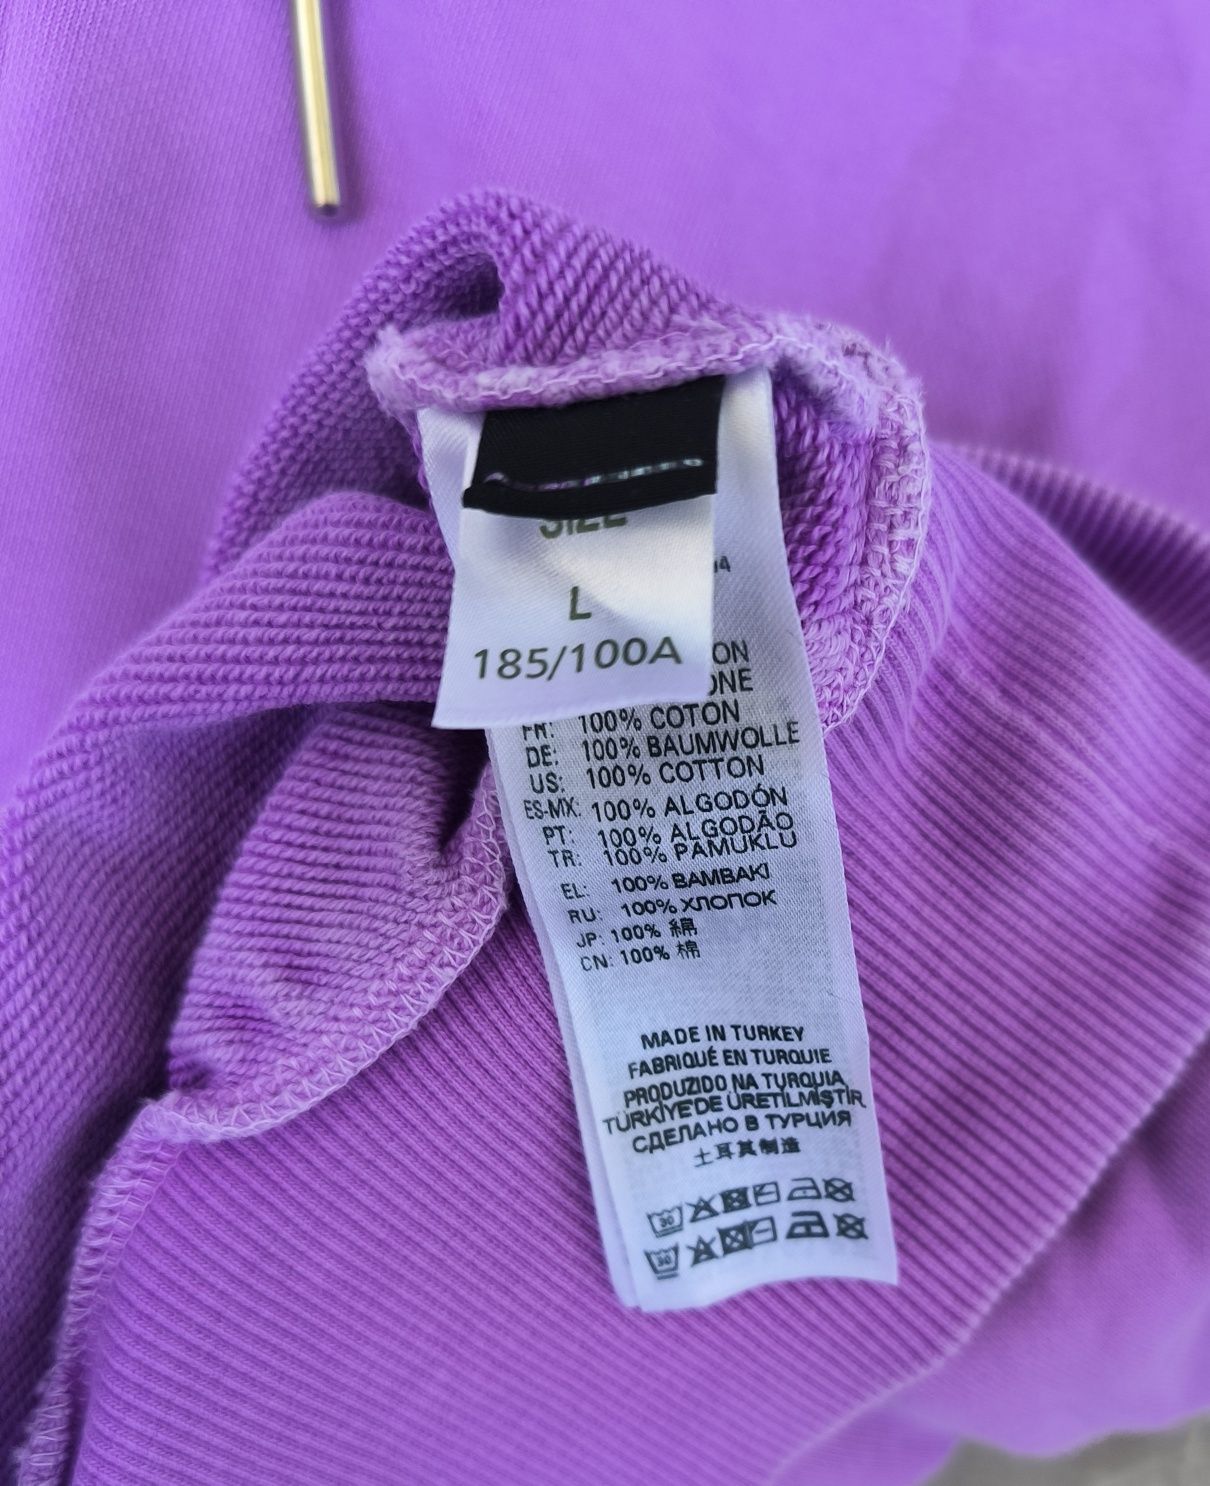 SIZE
L
185/100A
FR: 100% COTON
DE: 100% BAUMWOLLE
US: 100% COTTON
ES-MX: 100% ALGODÓN
PT: 100% ALGODÃO
TR: 100% PAMUKLU
EL: 100% BAMBAKI
RU: 100% ХЛОПОК
JP: 100% 綿
CN: 100% 棉
MADE IN TURKEY
FABRIQUÉ EN TURQUIE
PRODUZIDO NA TURQUIA
TÜRKİYE'DE ÜRETİLMİŞTİR
СДЕЛАНО В ТУРЦИЯ
土耳其制造
30
30